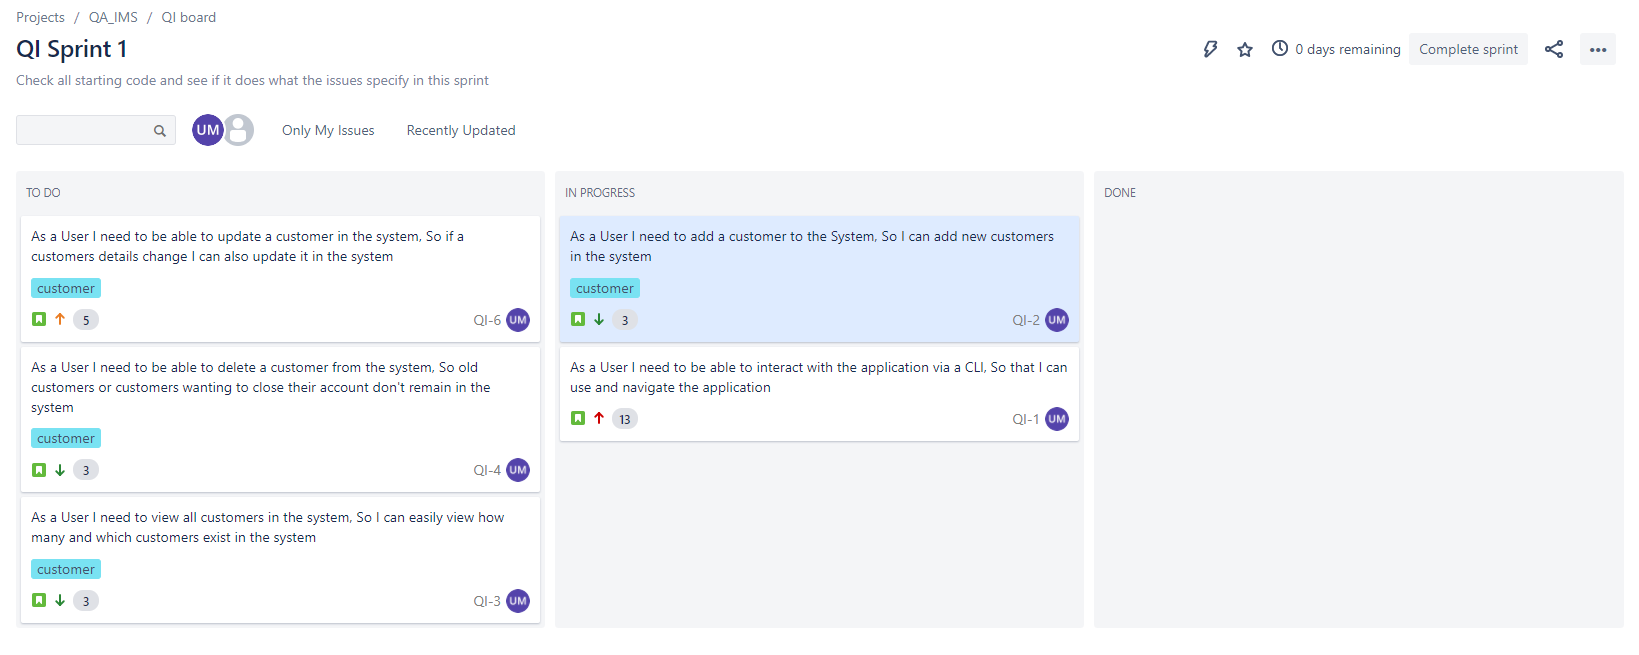 Projects / QA_IMS / QI board
QI Sprint 1
0 days remaining
Complete sprint
Check all starting code and see if it does what the issues specify in this sprint
UM
Only My Issues
Recently Updated
TO DO
As a User I need to be able to update a customer in the system, So if a
customers details change I can also update it in the system
customer
5
QI-6
UM
As a User I need to be able to delete a customer from the system, So old
customers or customers wanting to close their account don't remain in the
system
customer
3
QI-4
UM
As a User I need to view all customers in the system, So I can easily view how
many and which customers exist in the system
customer
3
QI-3
UM
IN PROGRESS
As a User I need to add a customer to the System, So I can add new customers
in the system
customer
3
QI-2
UM
As a User I need to be able to interact with the application via a CLI, So that I can
use and navigate the application
13
QI-1
UM
DONE